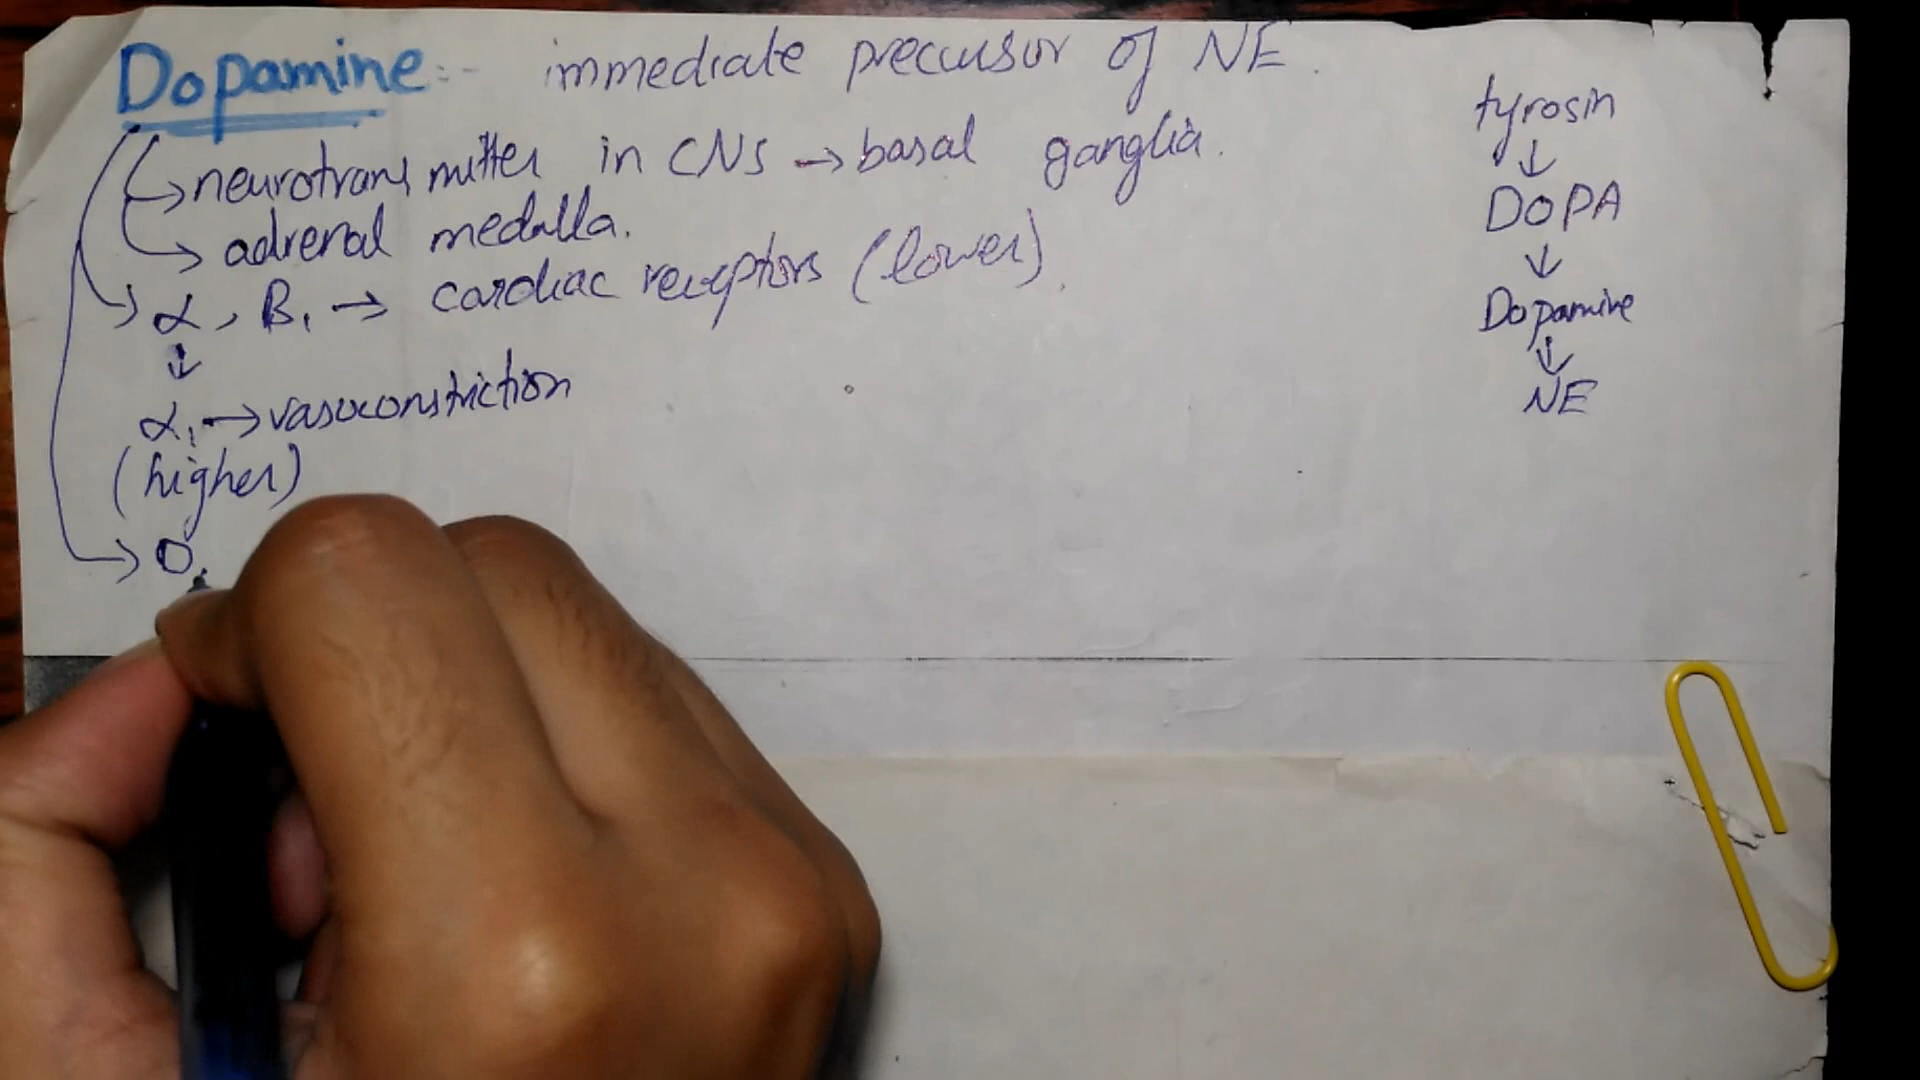 Dopamine:- immediate precursor of NE.
↳ neurotransmitter in CNS → basal ganglia.
↳ adrenal medulla.
→ α, B₁ → cardiac receptors (lower).
↓
α₁ → vasoconstriction
(higher)
→ D
tyrosin
↓
DOPA
↓
Dopamine
↓
NE